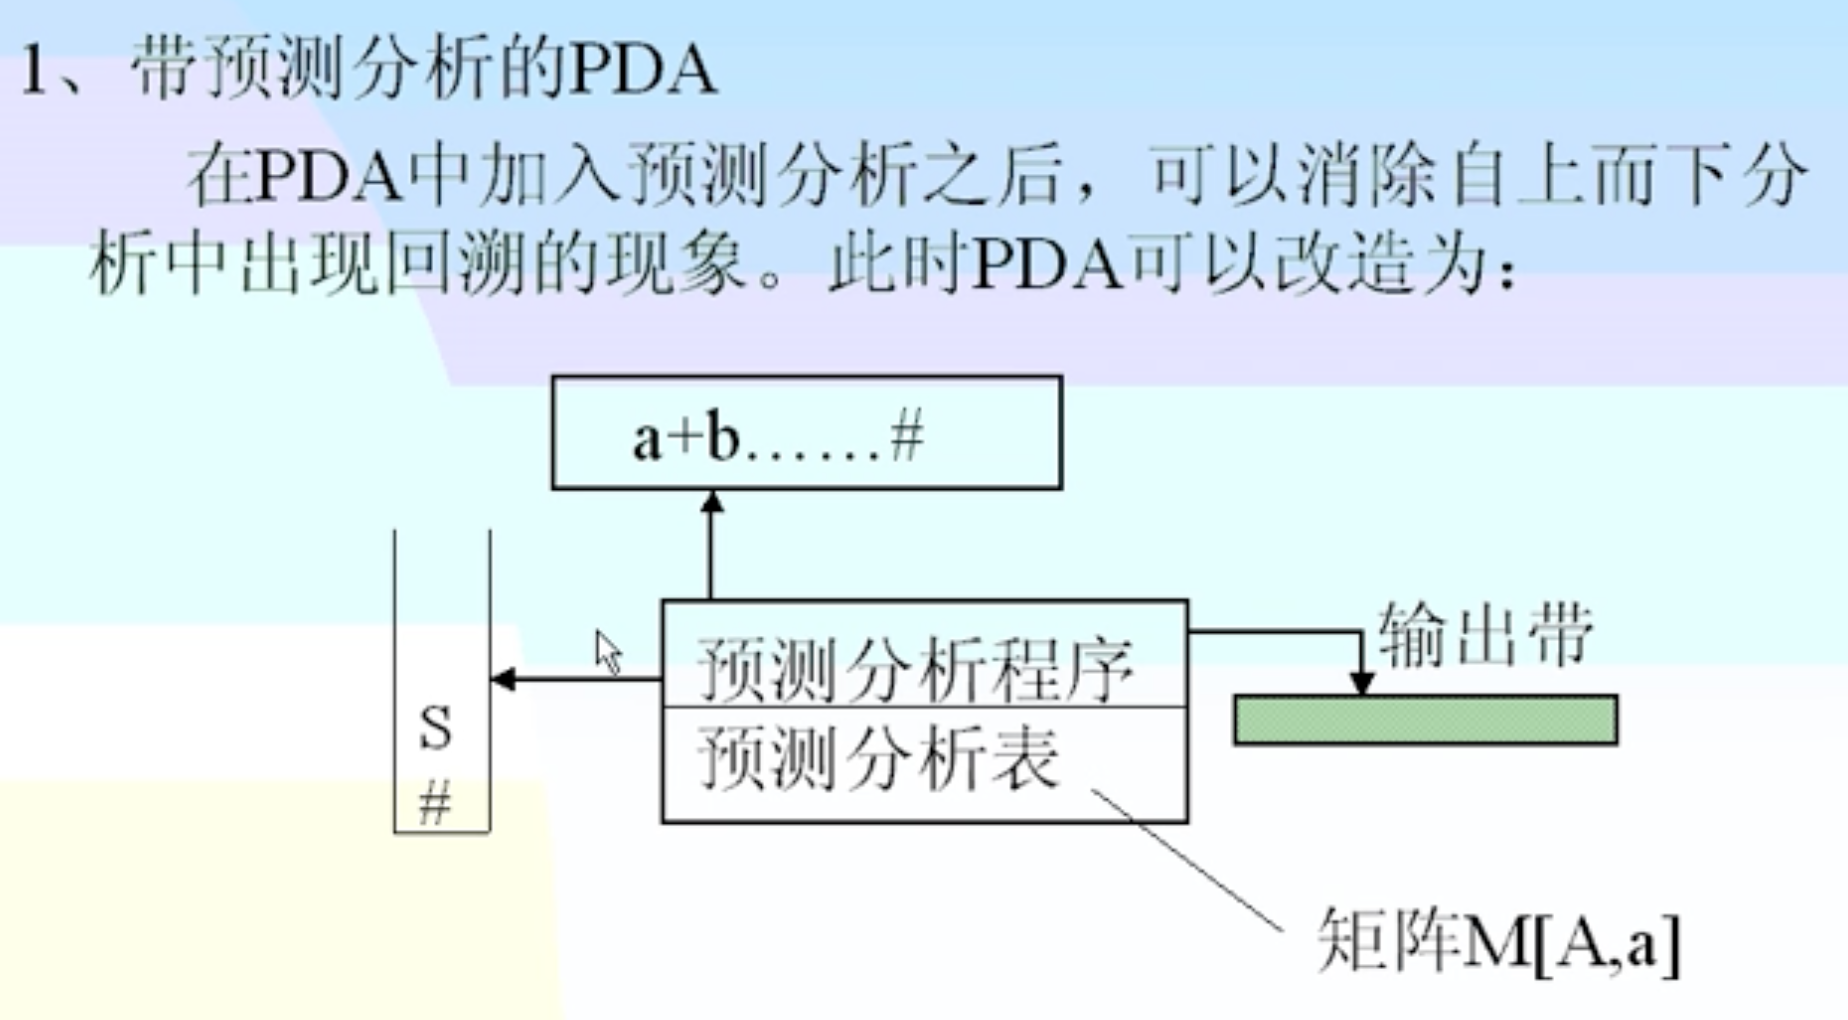 1、带预测分析的PDA
在PDA中加入预测分析之后，可以消除自上而下分
析中出现回溯的现象。此时PDA可以改造为：
a+b……#
预测分析程序
输出带
S
预测分析表
#
矩阵M[A,a]